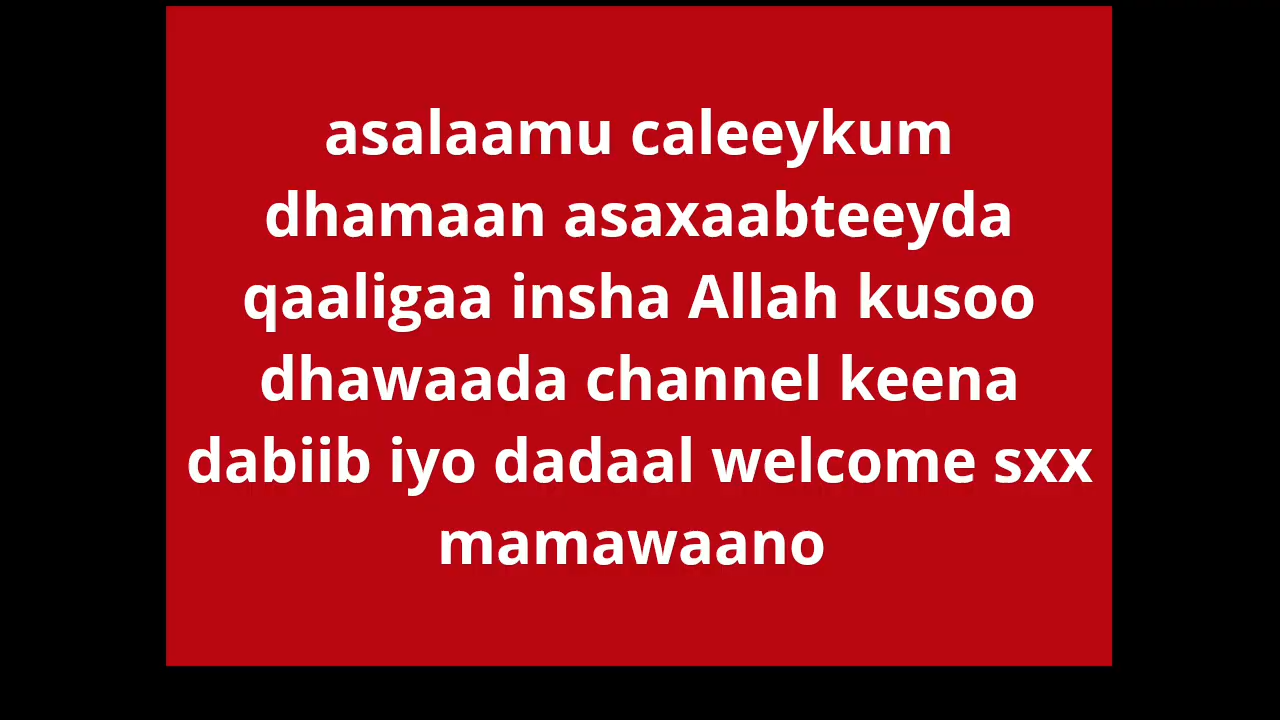 asalaamu caleeykum
dhamaan asaxaabteeyda
qaaligaa insha Allah kusoo
dhawaada channel keena
dabiib iyo dadaal welcome sxx
mamawaano